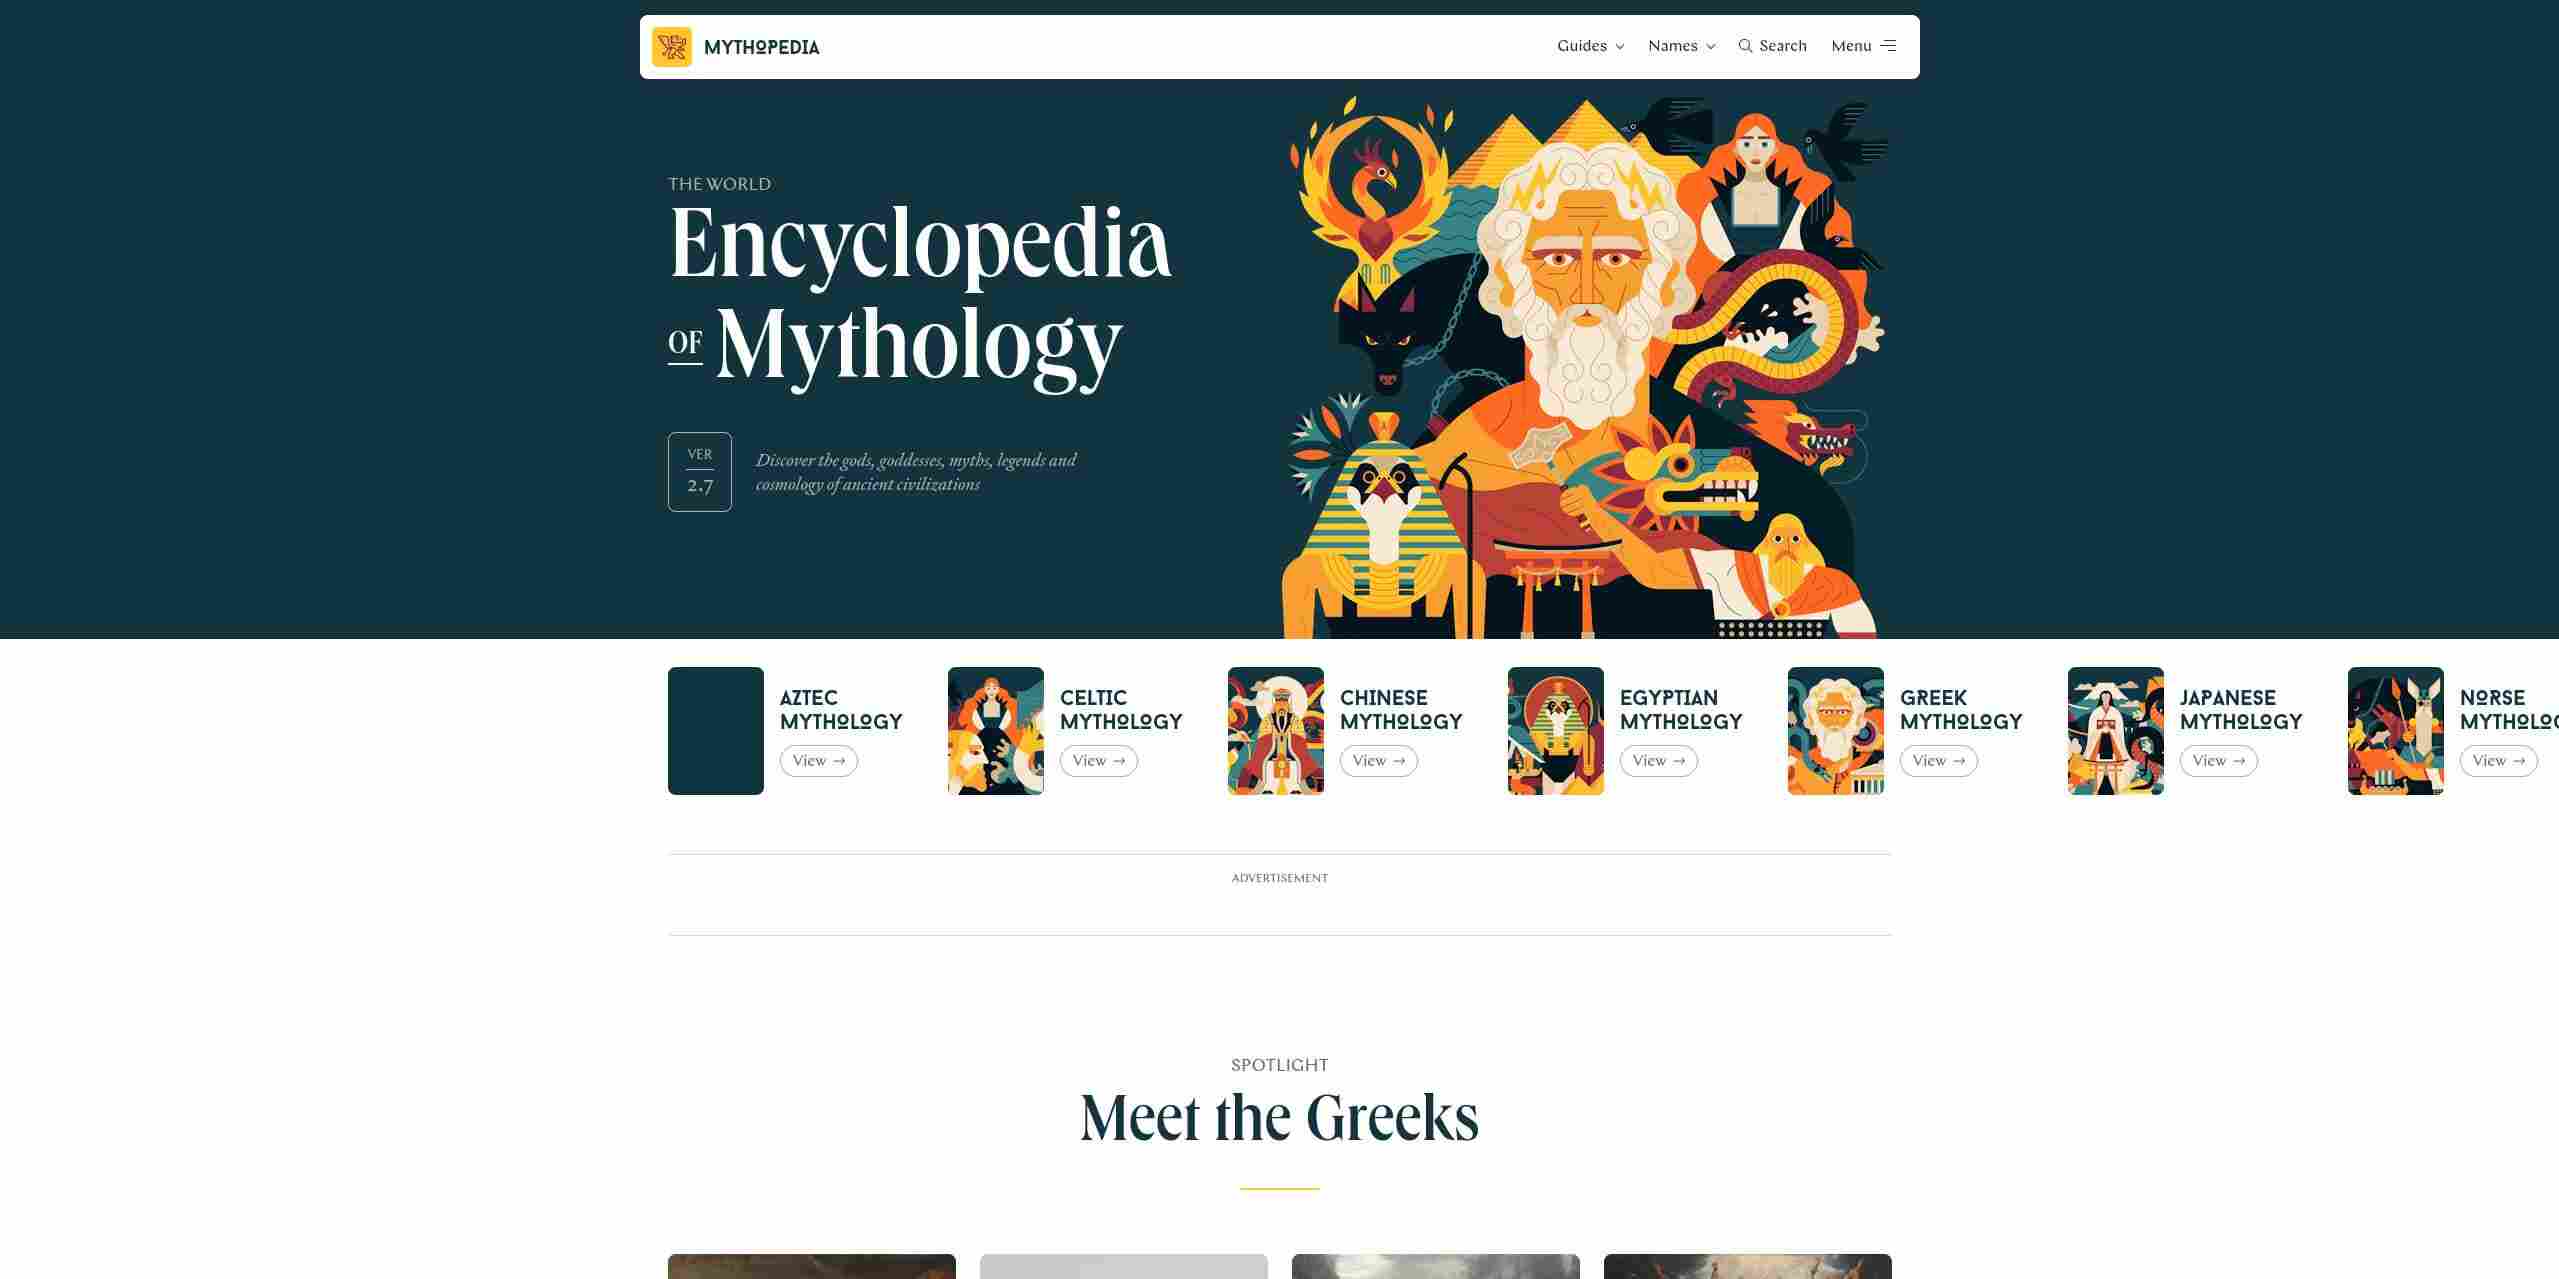 MYTHOPEDIA
Guides
Names
Search
Menu
THE WORLD
Encyclopedia
OF Mythology
VER
2.7
Discover the gods, goddesses, myths, legends and
cosmology of ancient civilizations
AZTEC
MYTHOLOGY
View →
CELTIC
MYTHOLOGY
View →
CHINESE
MYTHOLOGY
View →
EGYPTIAN
MYTHOLOGY
View →
GREEK
MYTHOLOGY
View →
JAPANESE
MYTHOLOGY
View →
NORSE
View →
ADVERTISEMENT
SPOTLIGHT
Meet the Greeks